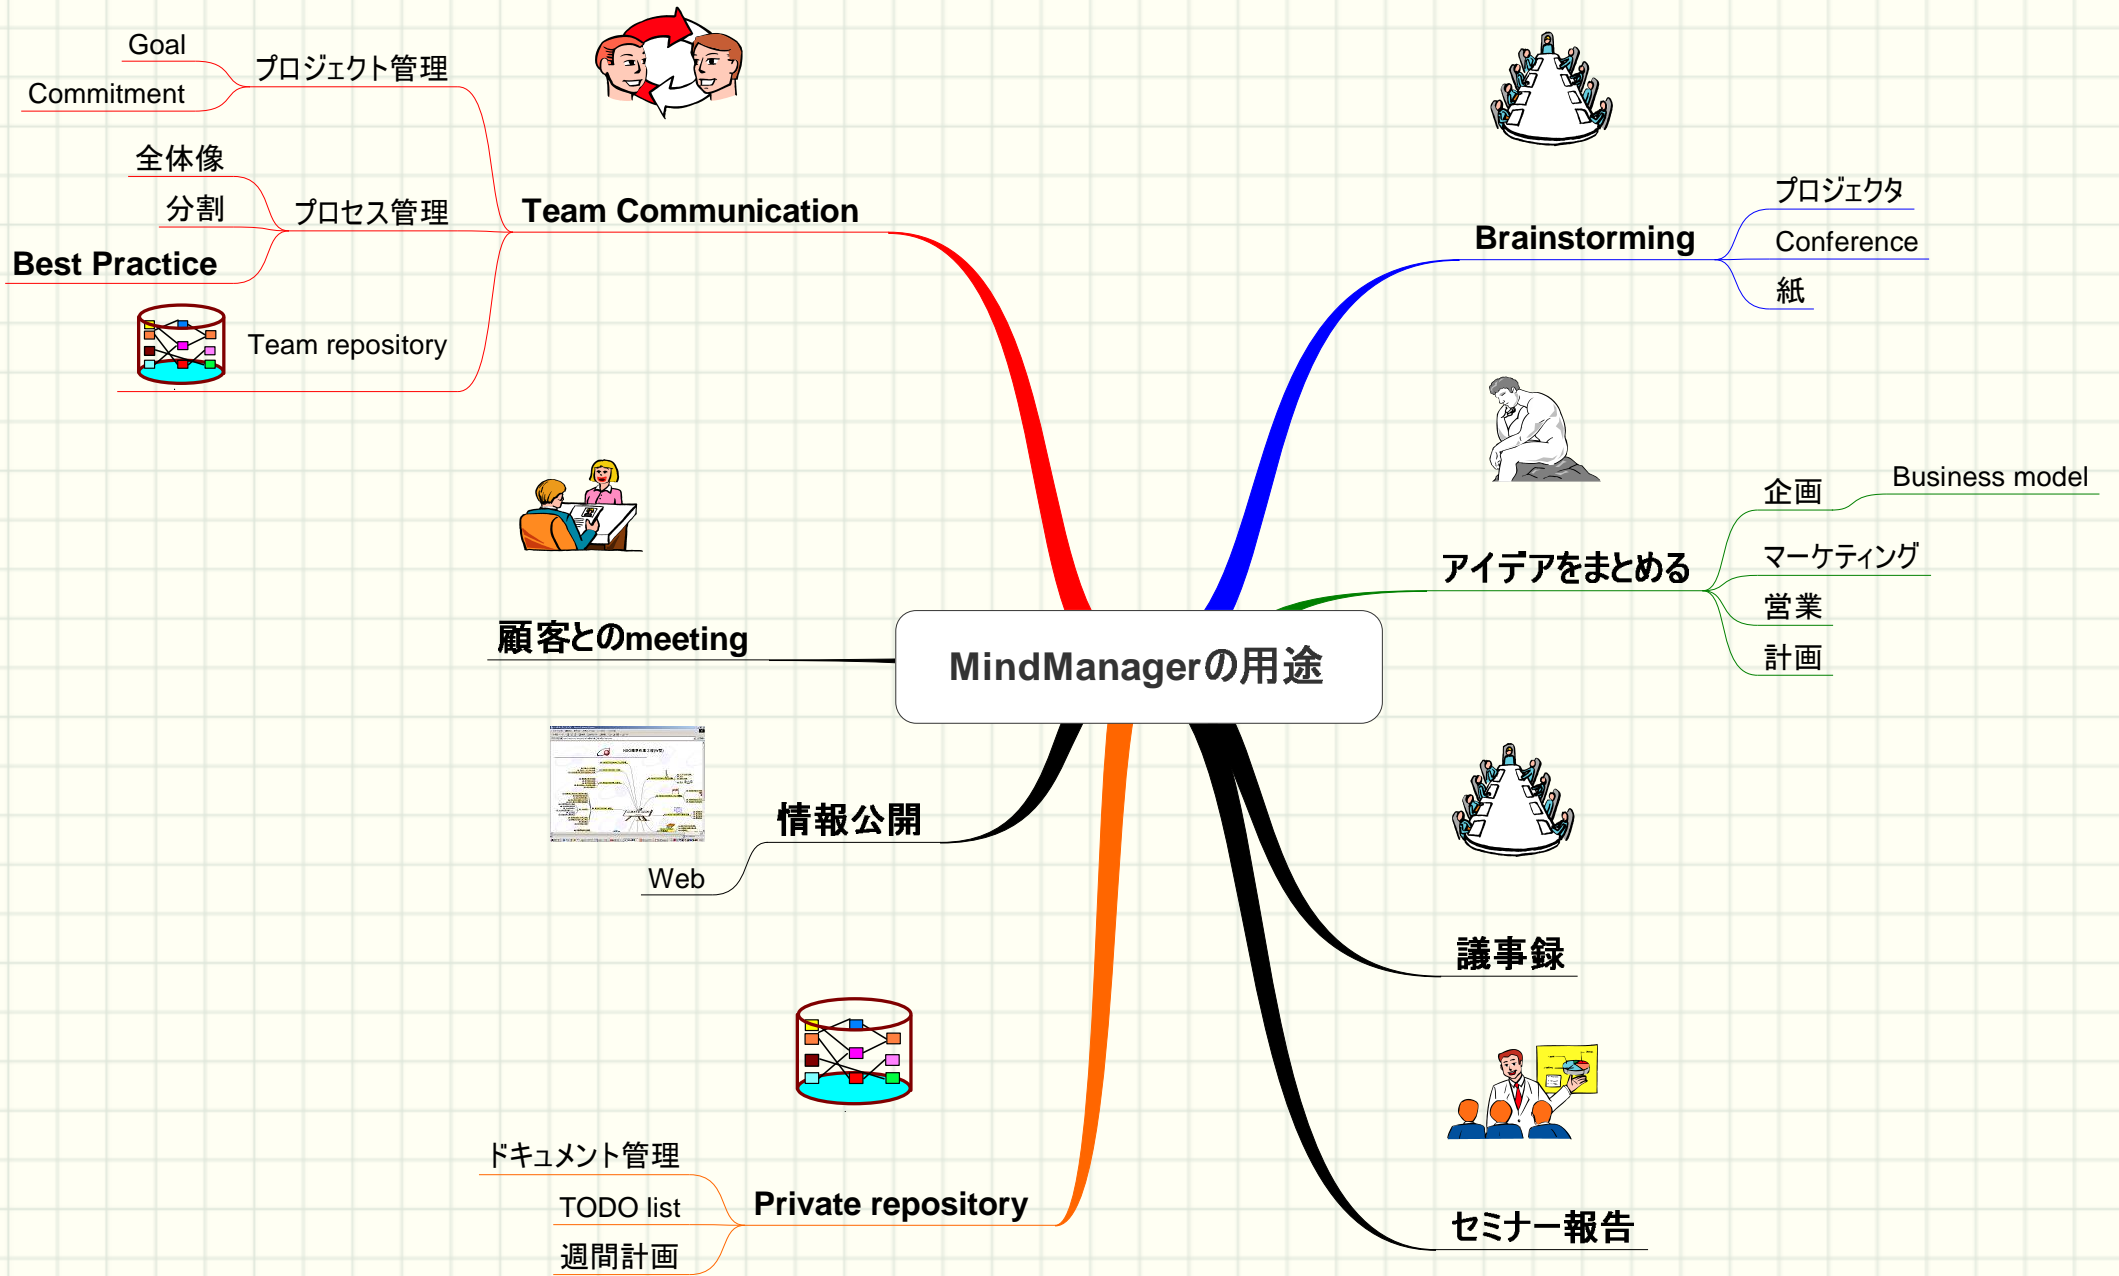 Goal
プロジェクト管理
Commitment
全体像
分割
プロセス管理
Best Practice
Team repository
Team Communication
Brainstorming
プロジェクタ
Conference
紙
アイデアをまとめる
企画
Business model
マーケティング
営業
計画
顧客とのmeeting
MindManagerの用途
情報公開
Web
議事録
Private repository
ドキュメント管理
TODO list
週間計画
セミナー報告